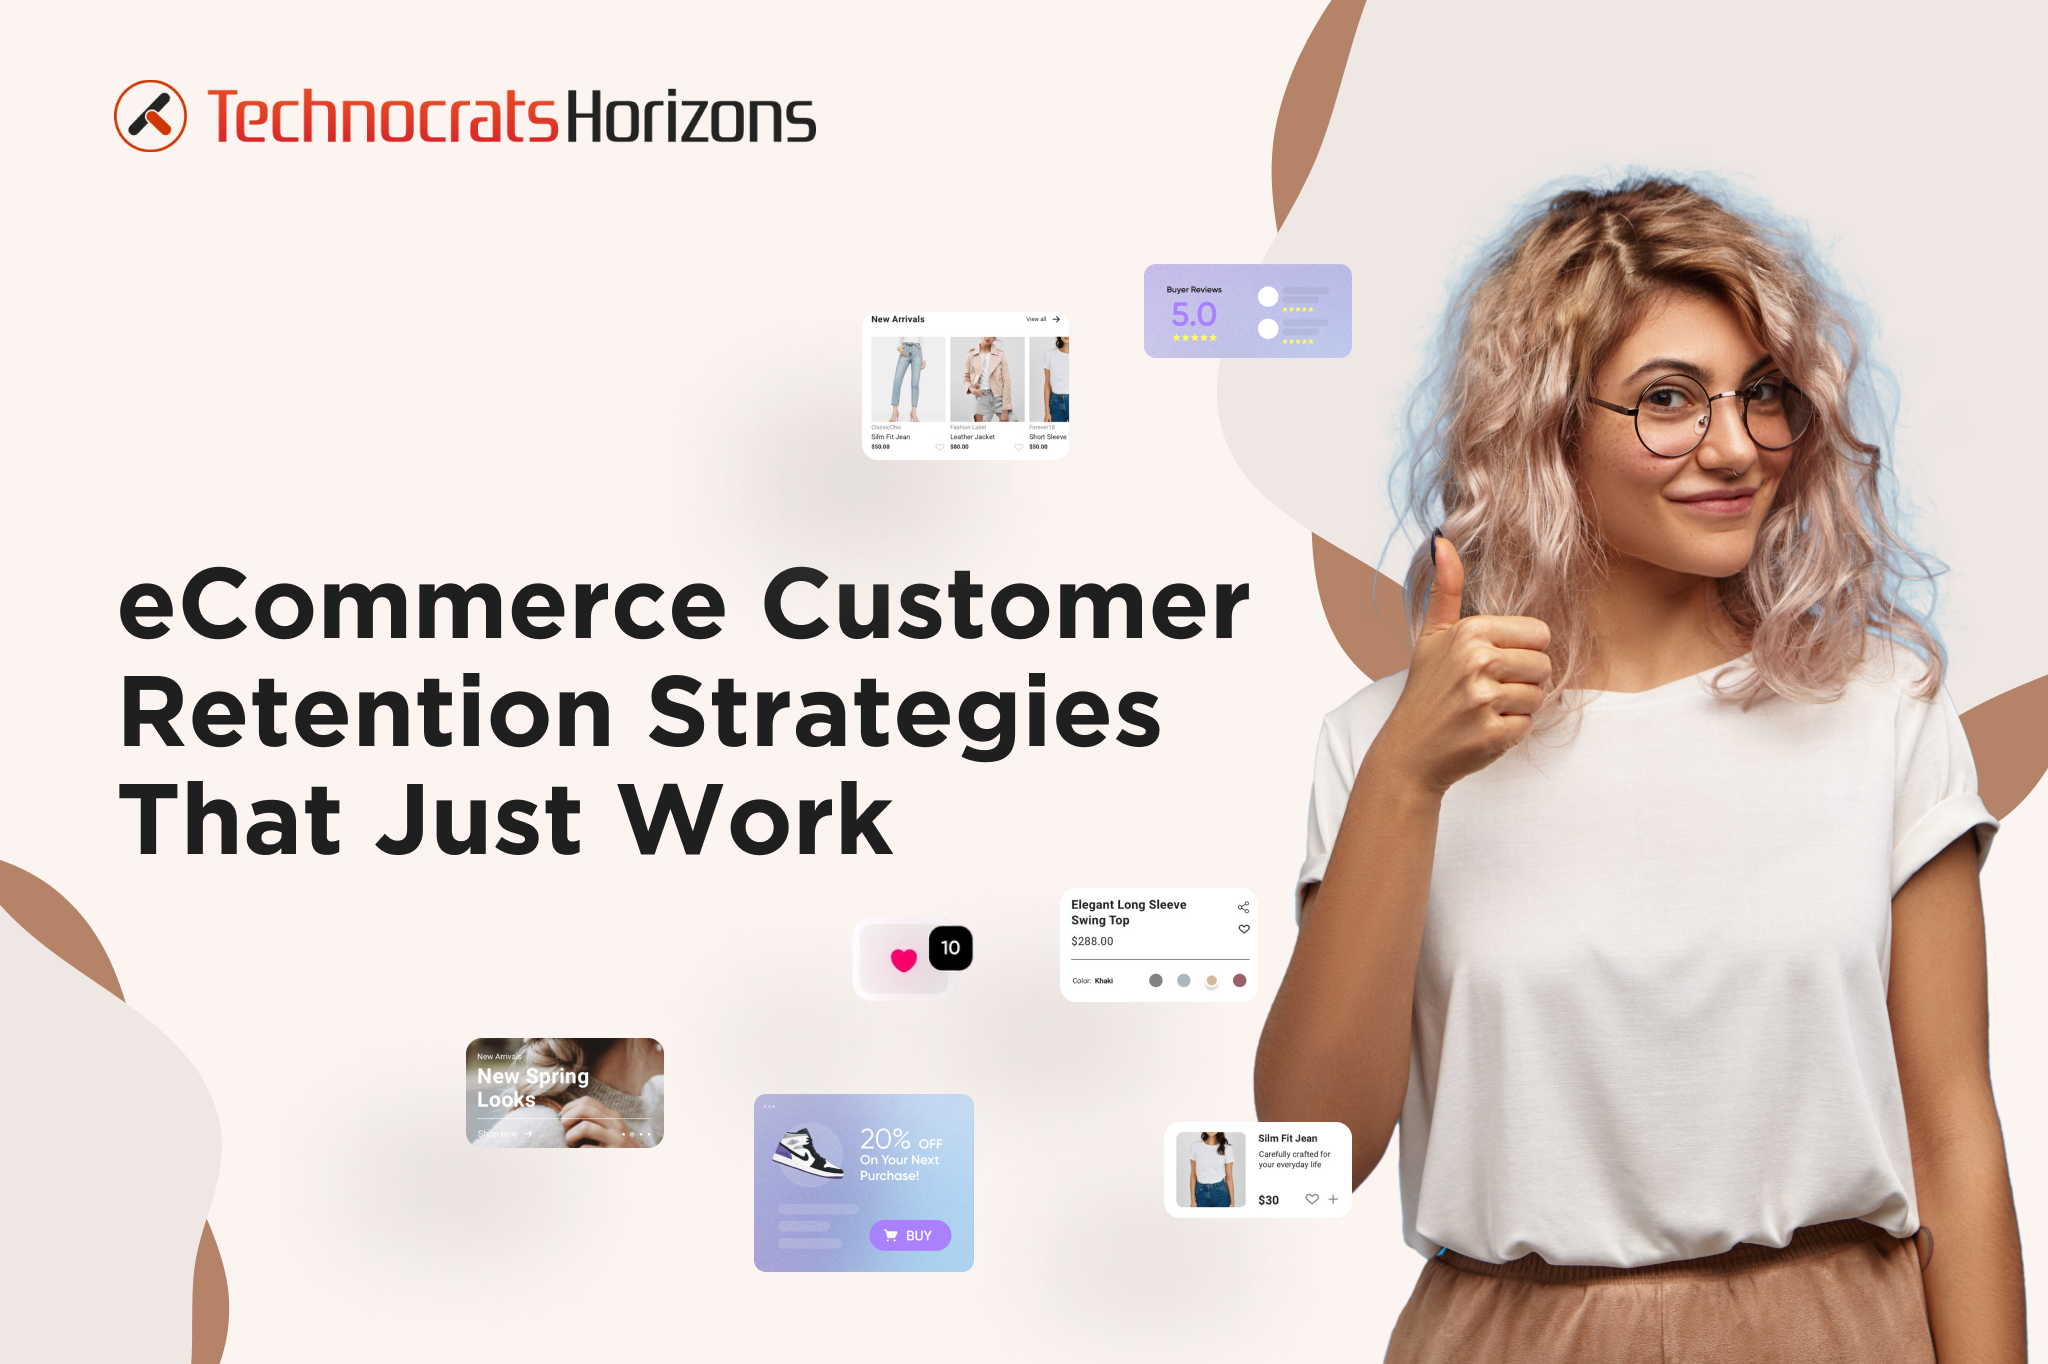 Technocrats Horizons
Buyer Reviews
5.0
New Arrivals
View all
ClassicChic
Silm Fit Jean
$50.00
Fashion Label
Leather Jacket
$80.00
Forever18
Short Sleeve
$50.00
eCommerce Customer
Retention Strategies
That Just Work
10
Elegant Long Sleeve
Swing Top
$288.00
Color: Khaki
New Arrivals
New Spring
Looks
Shop now
20% OFF
On Your Next
Purchase!
BUY
Silm Fit Jean
Carefully crafted for
your everyday life
$30